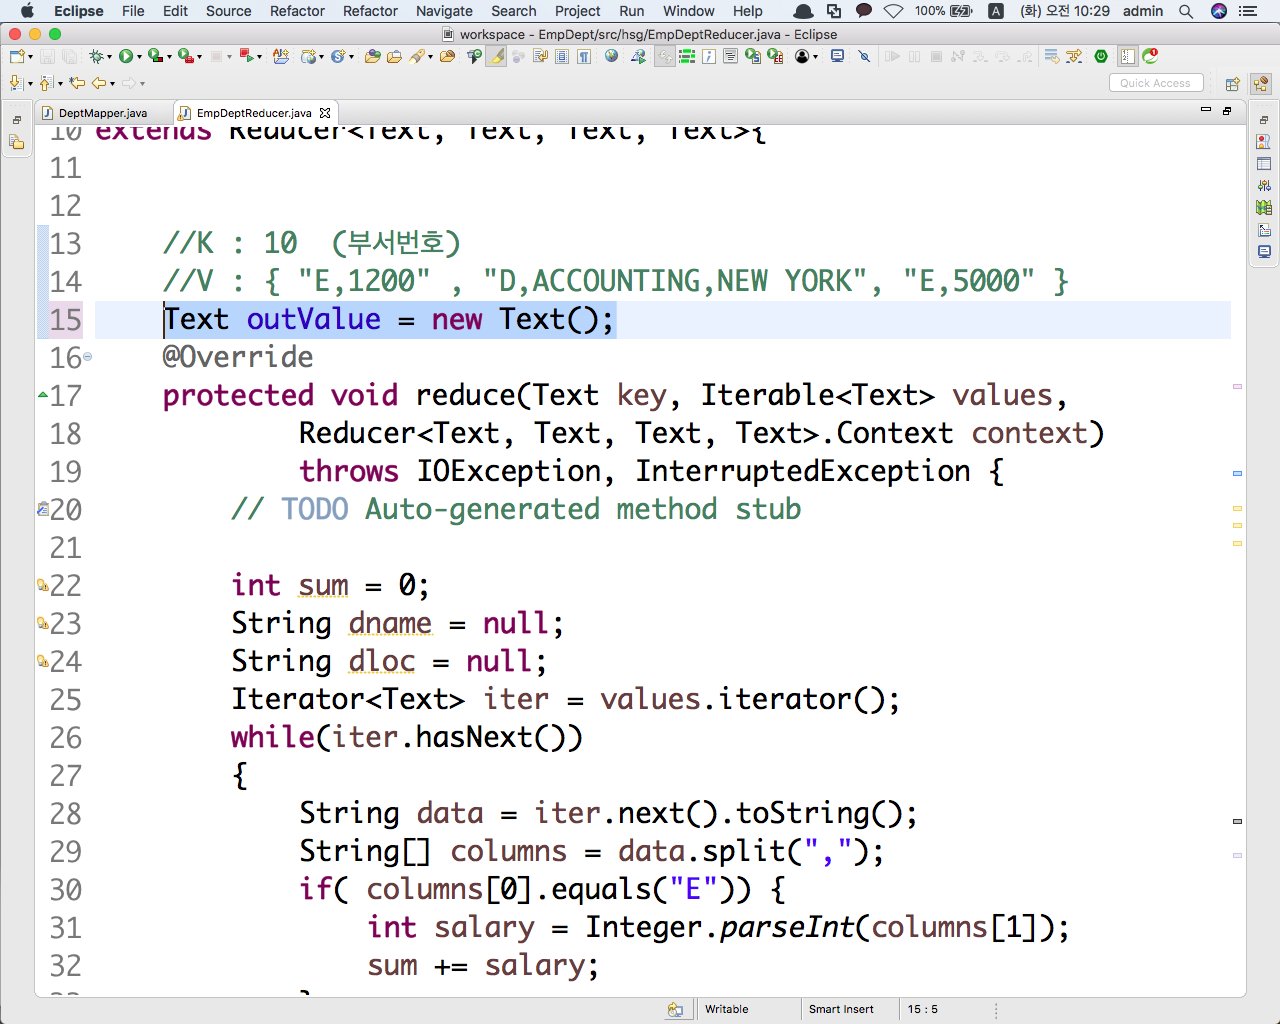 Eclipse File Edit Source Refactor Refactor Navigate Search Project Run Window Help 100% A (화) 오전 10:29 admin
workspace - EmpDept/src/hsg/EmpDeptReducer.java - Eclipse
Quick Access
DeptMapper.java EmpDeptReducer.java
10 extends Reducer<Text, Text, Text, Text>{
11
12
13 //K : 10 (부서번호)
14 //V : { "E,1200" , "D,ACCOUNTING,NEW YORK", "E,5000" }
15 Text outValue = new Text();
16 @Override
17 protected void reduce(Text key, Iterable<Text> values,
18 Reducer<Text, Text, Text, Text>.Context context)
19 throws IOException, InterruptedException {
20 // TODO Auto-generated method stub
21
22 int sum = 0;
23 String dname = null;
24 String dloc = null;
25 Iterator<Text> iter = values.iterator();
26 while(iter.hasNext())
27 {
28 String data = iter.next().toString();
29 String[] columns = data.split(",");
30 if( columns[0].equals("E")) {
31 int salary = Integer.parseInt(columns[1]);
32 sum += salary;
Writable Smart Insert 15 : 5